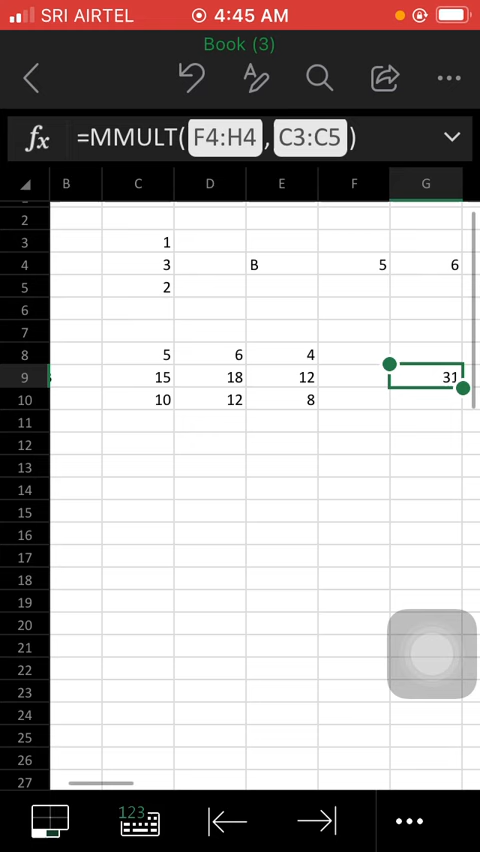 SRI AIRTEL 4:45 AM
Book (3)
fx =MMULT(F4:H4,C3:C5)
B C D E F G
2
3 1
4 3 B 5 6
5 2
6
7
8 5 6 4
9 15 18 12 31
10 10 12 8
11
12
13
14
15
16
17
18
19
20
21
22
23
24
25
26
27
123